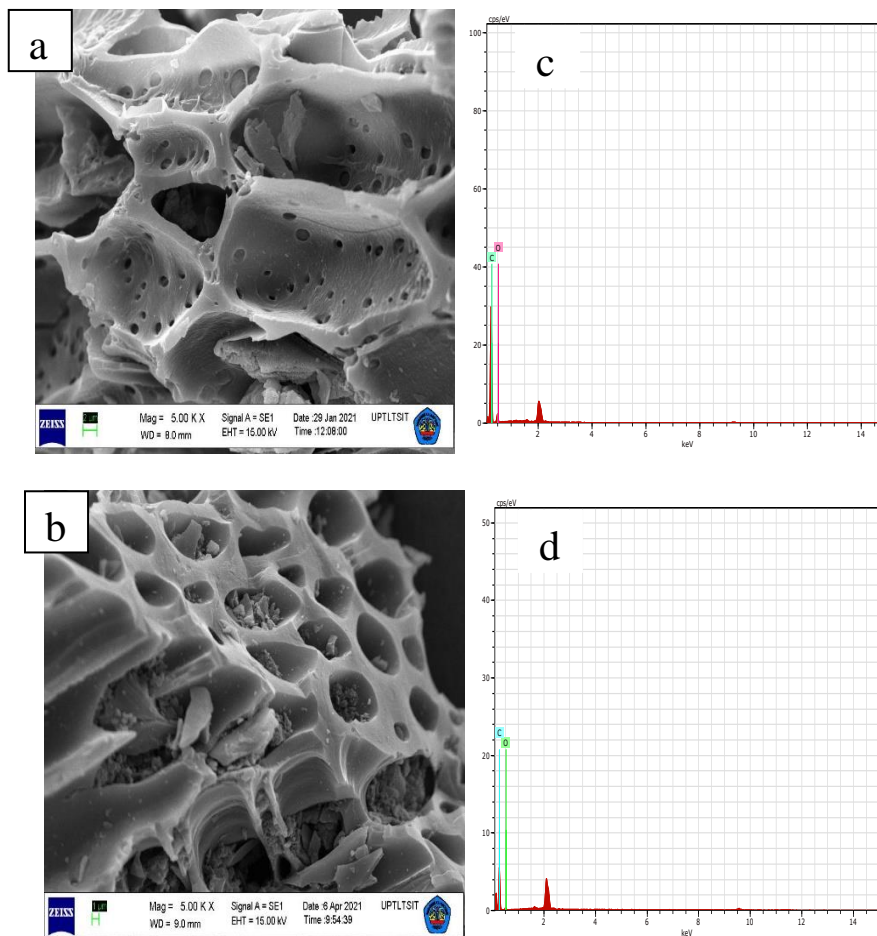 a
ZEISS
Mag = 5.00 K X Signal A = SE1 Date :29 Jan 2021 UPTLTSIT
WD = 8.0 mm EHT = 15.00 kV Time :12:08:00
cps/eV
c
100
80
60
O
C
40
20
0
2 4 6 8 10 12 14
keV
b
ZEISS
Mag = 5.00 K X Signal A = SE1 Date :6 Apr 2021 UPTLTSIT
WD = 9.0 mm EHT = 15.00 kV Time :9:54:39
cps/eV
d
50
40
30
C
O
20
10
0
2 4 6 8 10 12 14
keV